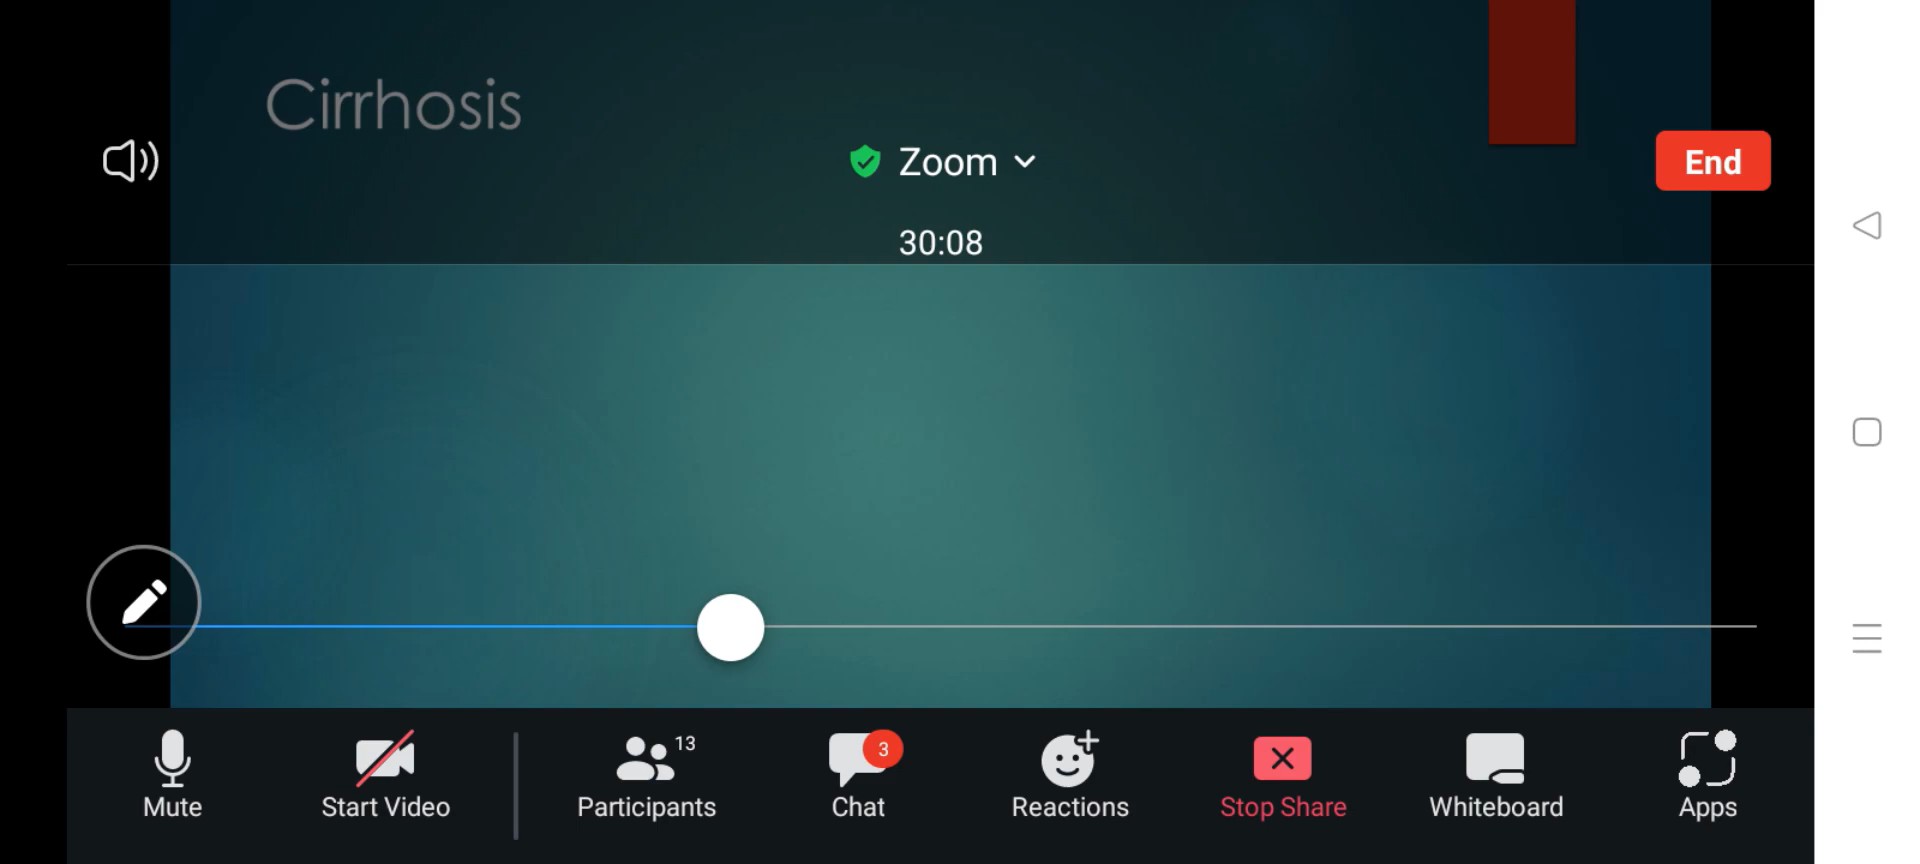 Cirrhosis
Zoom
End
30:08
13
3
Mute
Start Video
Participants
Chat
Reactions
Stop Share
Whiteboard
Apps